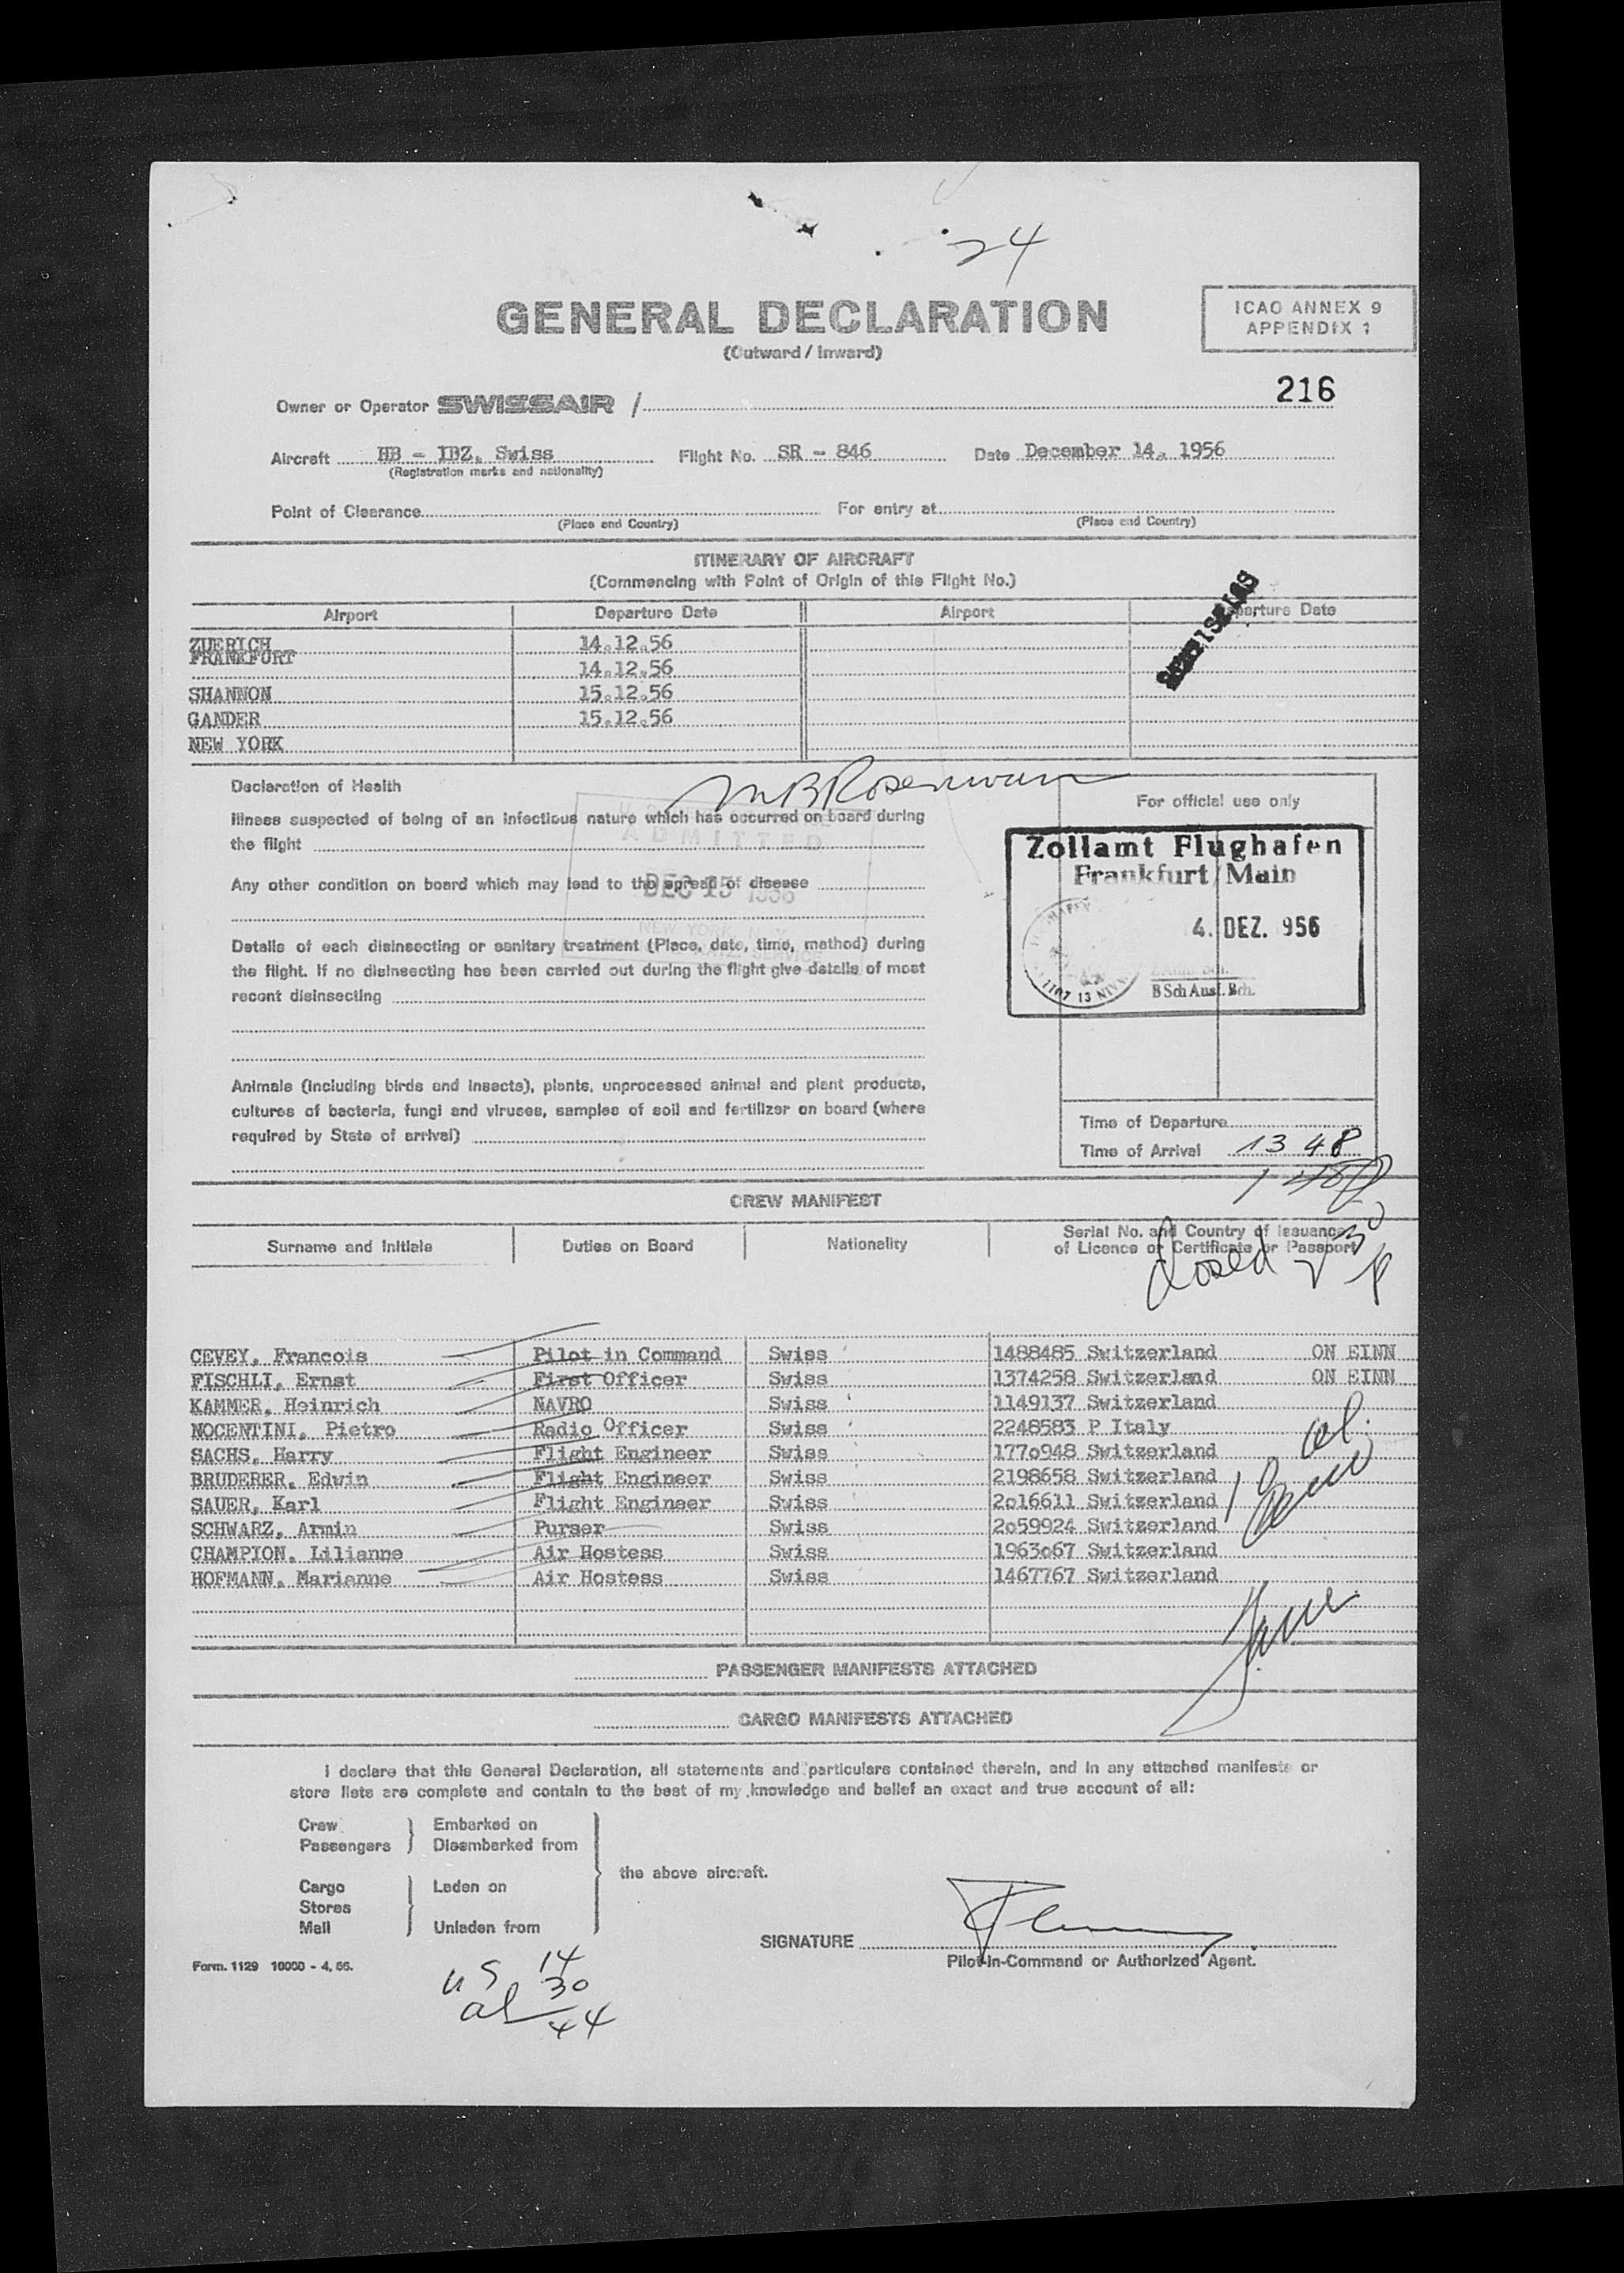 24
GENERAL DECLARATION
(Outward / Inward)
ICAO ANNEX 9
APPENDIX 1
216
Owner or Operator SWISSAIR /
Aircraft HB - IBZ, Swiss Flight No. SR - 846 Date December 14, 1956
(Registration marks and nationality)
Point of Clearance For entry at
(Place and Country) (Place and Country)
ITINERARY OF AIRCRAFT
(Commencing with Point of Origin of this Flight No.)
Airport Departure Date Airport Departure Date
ZUERICH 14.12.56
FRANKFURT 14.12.56
SHANNON 15.12.56
GANDER 15.12.56
NEW YORK
Declaration of Health
Illness suspected of being of an infectious nature which has occurred on board during
the flight
ADMITTED
Any other condition on board which may lead to the spread of disease
DEC 15 1956
NEW YORK, N.Y.
Details of each disinsecting or sanitary treatment (Place, date, time, method) during
the flight. If no disinsecting has been carried out during the flight give details of most
recent disinsecting
Animals (including birds and insects), plants, unprocessed animal and plant products,
cultures of bacteria, fungi and viruses, samples of soil and fertilizer on board (where
required by State of arrival)
For official use only
Zollamt Flughafen
Frankfurt/Main
4. DEZ. 956
BSch Ausf. Bch.
Time of Departure
Time of Arrival 13 48
CREW MANIFEST
Surname and Initials Duties on Board Nationality Serial No. and Country of Issuance
of Licence or Certificate or Passport
closed
CEVEY, Francois Pilot in Command Swiss 1488485 Switzerland ON EINN
FISCHLI, Ernst First Officer Swiss 1374258 Switzerland ON EINN
KAMMER, Heinrich NAVRO Swiss 1149137 Switzerland
NOCENTINI, Pietro Radio Officer Swiss 2248583 P Italy
SACHS, Harry Flight Engineer Swiss 177o948 Switzerland
BRUDERER, Edwin Flight Engineer Swiss 2198658 Switzerland
SAUER, Karl Flight Engineer Swiss 2o16611 Switzerland
SCHWARZ, Armin Purser Swiss 2o59924 Switzerland
CHAMPION, Lilianne Air Hostess Swiss 1963o67 Switzerland
HOFMANN, Marianne Air Hostess Swiss 1467767 Switzerland
PASSENGER MANIFESTS ATTACHED
CARGO MANIFESTS ATTACHED
I declare that this General Declaration, all statements and particulars contained therein, and in any attached manifests or
store lists are complete and contain to the best of my knowledge and belief an exact and true account of all:
Crew Embarked on
Passengers Disembarked from
the above aircraft.
Cargo Laden on
Stores
Mail Unladen from
SIGNATURE
Pilot-in-Command or Authorized Agent.
Form. 1129 10000 - 4, 56.
US 14
al 30
44